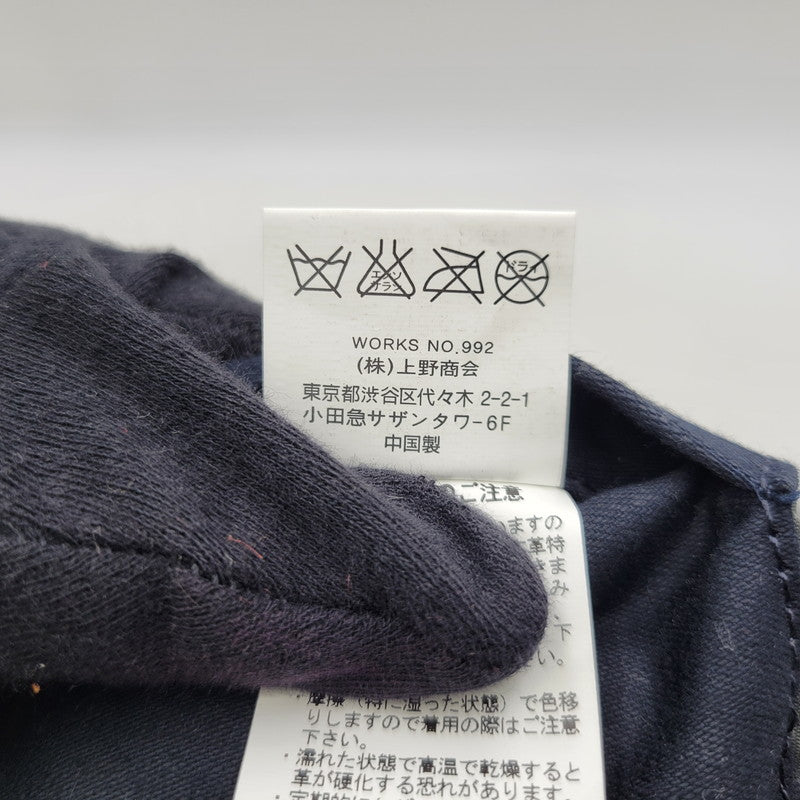 エンソ
サラシ
ドライ
WORKS NO.992
(株)上野商会
東京都渋谷区代々木 2-2-1
小田急サザンタワー6F
中国製
のご注意
ますの
革特
きま
み
下
い。
・摩擦（特に湿った状態）で色移
りしますので着用の際はご注意
下さい。
・濡れた状態で高温で乾燥すると
革が硬化する恐れがあります。